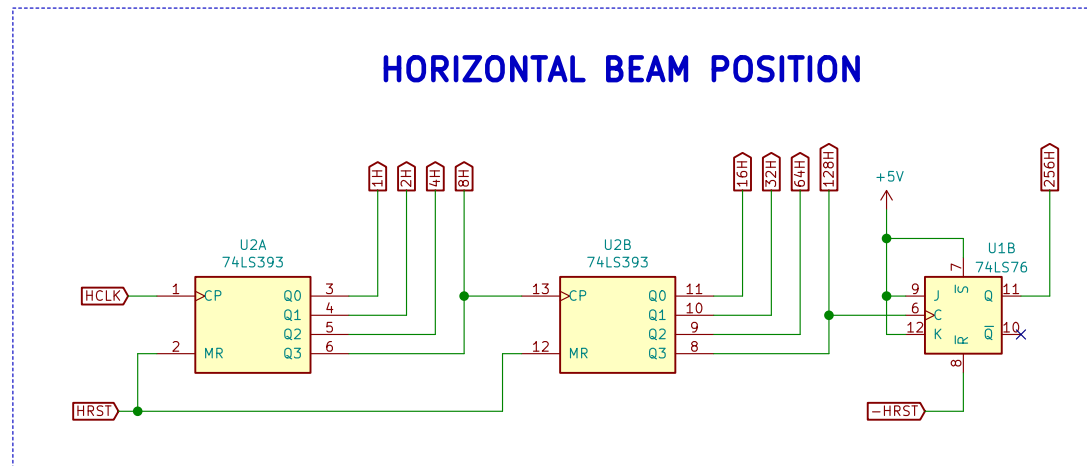 HORIZONTAL BEAM POSITION
1H
2H
4H
8H
16H
32H
64H
128H
256H
+5V
U2A
74LS393
U2B
74LS393
U1B
74LS76
HCLK
1
CP
Q0
3
Q1
4
Q2
5
2
MR
Q3
6
13
CP
Q0
11
Q1
10
Q2
9
12
MR
Q3
8
7
S
9
J
Q
11
6
C
12
K
Q
10
R
8
HRST
-HRST